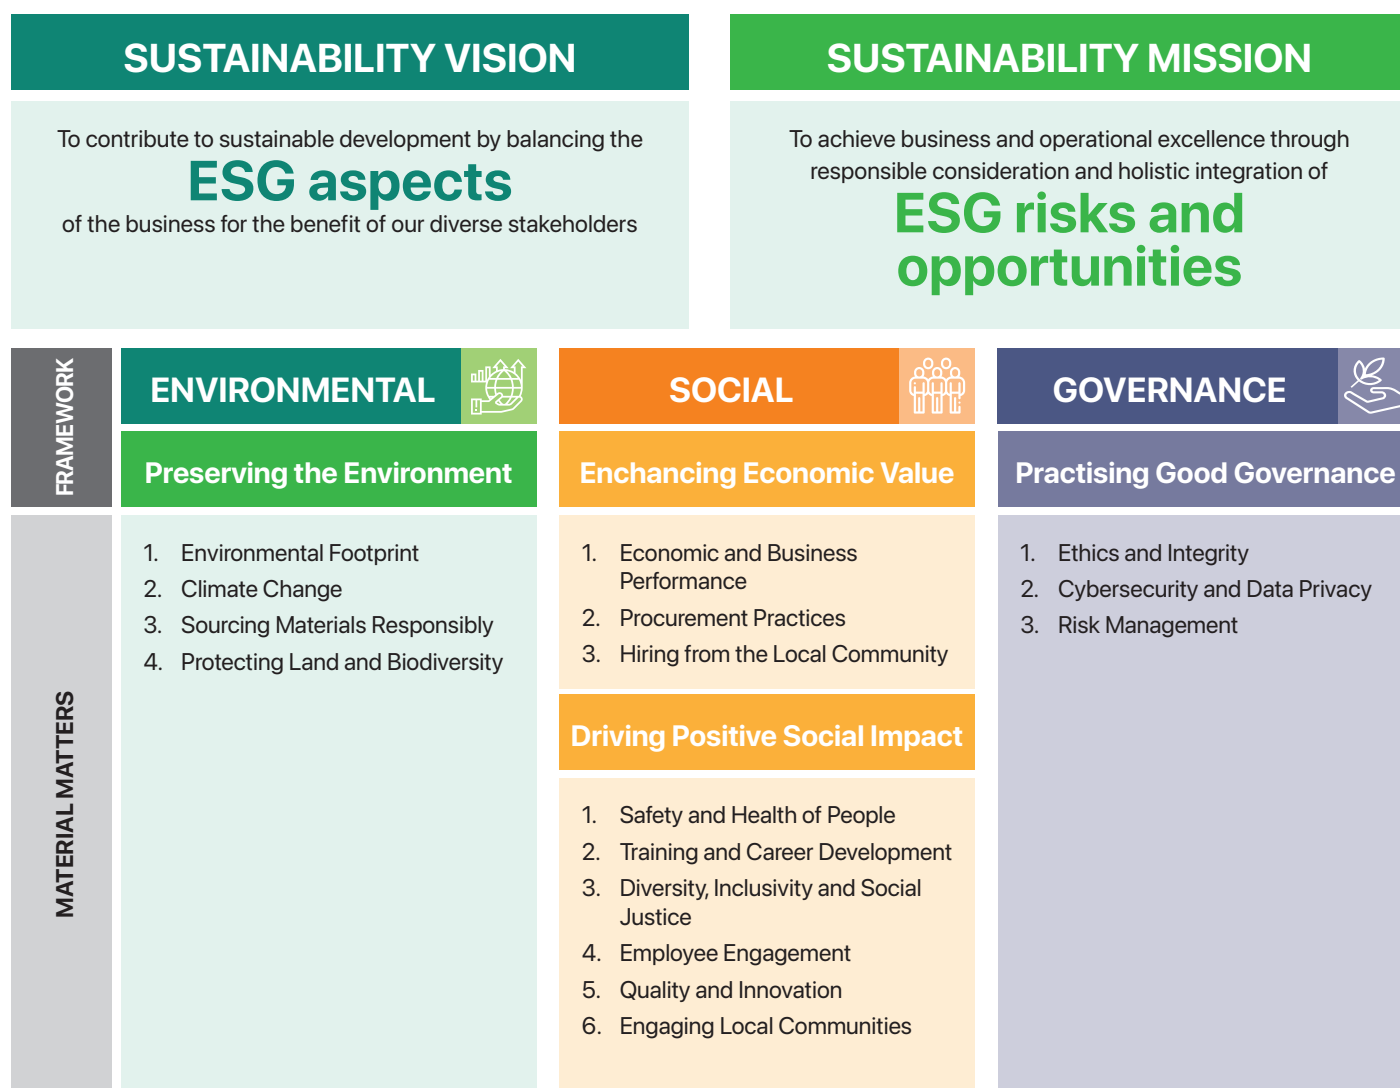 SUSTAINABILITY VISION
To contribute to sustainable development by balancing the
ESG aspects
of the business for the benefit of our diverse stakeholders
SUSTAINABILITY MISSION
To achieve business and operational excellence through
responsible consideration and holistic integration of
ESG risks and
opportunities
FRAMEWORK
ENVIRONMENTAL
Preserving the Environment
SOCIAL
Enchancing Economic Value
GOVERNANCE
Practising Good Governance
MATERIAL MATTERS
1. Environmental Footprint
2. Climate Change
3. Sourcing Materials Responsibly
4. Protecting Land and Biodiversity
1. Economic and Business
Performance
2. Procurement Practices
3. Hiring from the Local Community
Driving Positive Social Impact
1. Safety and Health of People
2. Training and Career Development
3. Diversity, Inclusivity and Social
Justice
4. Employee Engagement
5. Quality and Innovation
6. Engaging Local Communities
1. Ethics and Integrity
2. Cybersecurity and Data Privacy
3. Risk Management